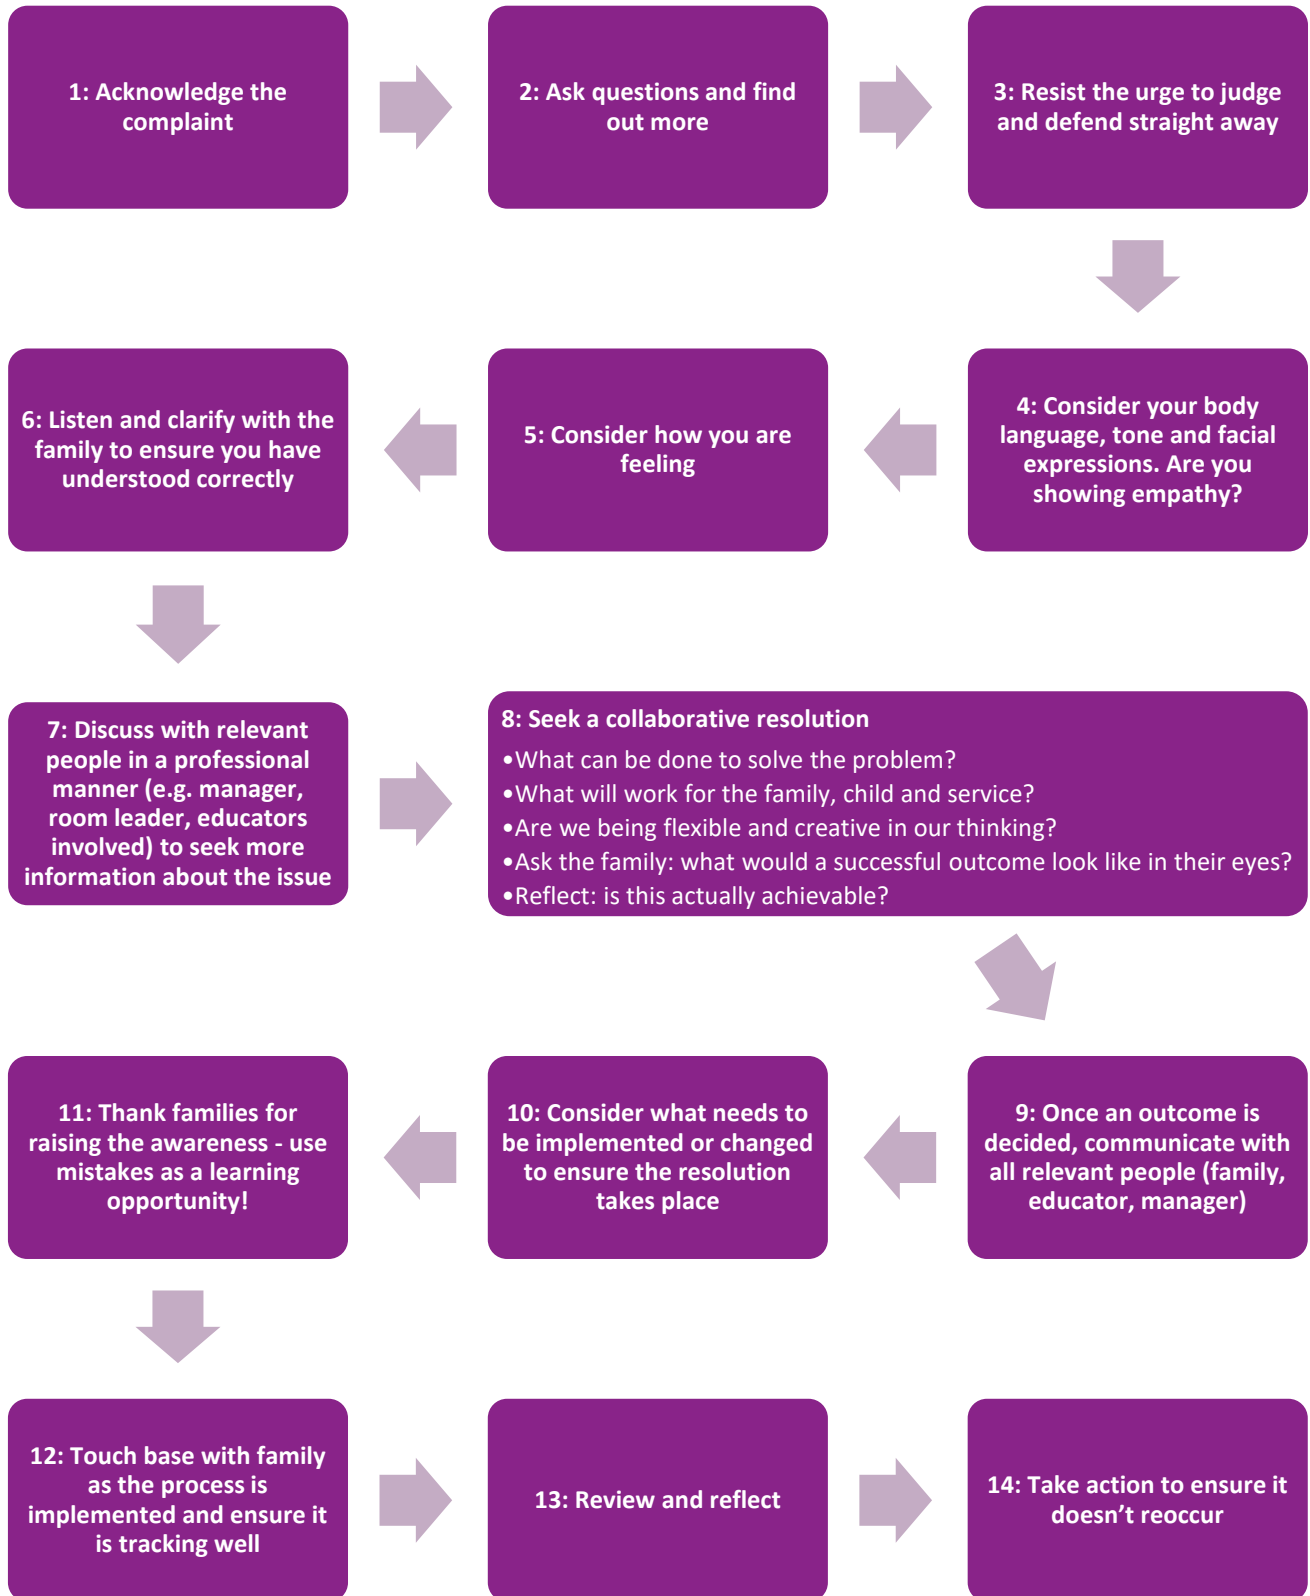 1: Acknowledge the
complaint
2: Ask questions and find
out more
3: Resist the urge to judge
and defend straight away
4: Consider your body
language, tone and facial
expressions. Are you
showing empathy?
5: Consider how you are
feeling
6: Listen and clarify with the
family to ensure you have
understood correctly
7: Discuss with relevant
people in a professional
manner (e.g. manager,
room leader, educators
involved) to seek more
information about the issue
8: Seek a collaborative resolution
•What can be done to solve the problem?
•What will work for the family, child and service?
•Are we being flexible and creative in our thinking?
•Ask the family: what would a successful outcome look like in their eyes?
•Reflect: is this actually achievable?
9: Once an outcome is
decided, communicate with
all relevant people (family,
educator, manager)
10: Consider what needs to
be implemented or changed
to ensure the resolution
takes place
11: Thank families for
raising the awareness - use
mistakes as a learning
opportunity!
12: Touch base with family
as the process is
implemented and ensure it
is tracking well
13: Review and reflect
14: Take action to ensure it
doesn’t reoccur